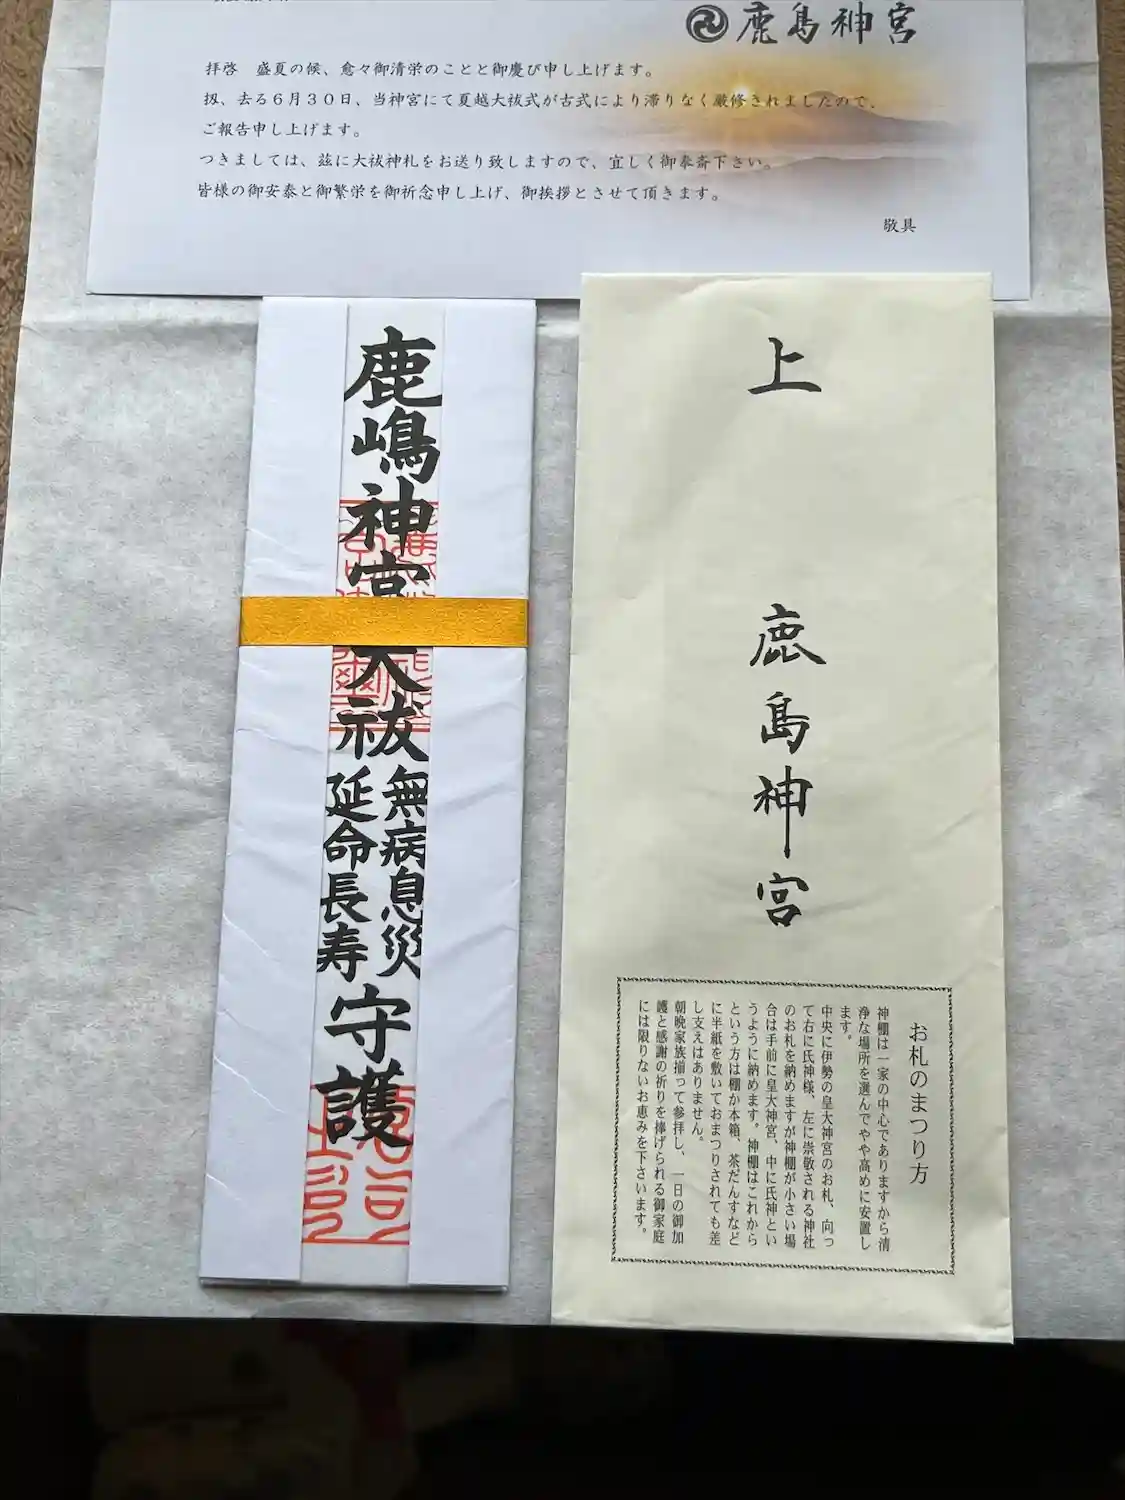 鹿島神宮
拝啓　盛夏の候、愈々御清栄のことと御慶び申し上げます。
扨、去る6月30日、当神宮にて夏越大祓式が古式により滞りなく厳修されましたので、
ご報告申し上げます。
つきましては、茲に大祓神札をお送り致しますので、宜しく御奉斎下さい。
皆様の御安泰と御繁栄を御祈念申し上げ、御挨拶とさせて頂きます。
敬具
鹿嶋神宮大祓
無病息災
延命長寿
守護
上
鹿島神宮
お札のまつり方
神棚は一家の中心でありますから清
浄な場所を選んでやや高めに安置し
ます。
中央に伊勢の皇大神宮のお札、向っ
て右に氏神様、左に崇敬される神社
のお札を納めますが神棚が小さい場
合は手前に皇大神宮、中に氏神とい
うように納めます。神棚はこれから
という方は棚か本箱、茶だんすなど
に半紙を敷いておまつりされても差
し支えはありません。
朝晩家族揃って参拝し、一日の御加
護と感謝の祈りを捧げられる御家庭
には限りないお恵みを下さいます。